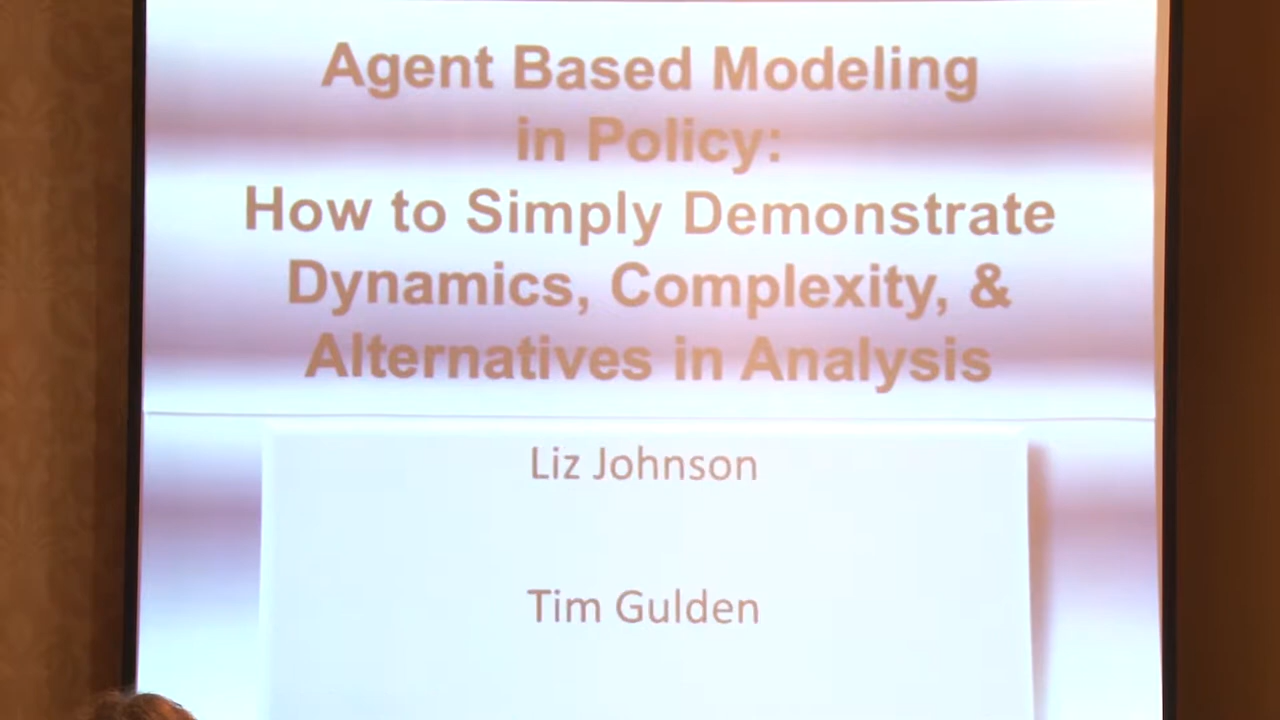 Agent Based Modeling
in Policy:
How to Simply Demonstrate
Dynamics, Complexity, &
Alternatives in Analysis
Liz Johnson
Tim Gulden